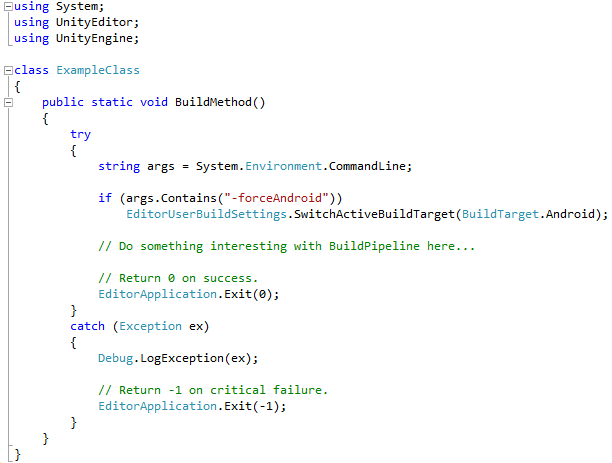 using System;
using UnityEditor;
using UnityEngine;

class ExampleClass
{
    public static void BuildMethod()
    {
        try
        {
            string args = System.Environment.CommandLine;

            if (args.Contains("-forceAndroid"))
                EditorUserBuildSettings.SwitchActiveBuildTarget(BuildTarget.Android);

            // Do something interesting with BuildPipeline here...

            // Return 0 on success.
            EditorApplication.Exit(0);
        }
        catch (Exception ex)
        {
            Debug.LogException(ex);

            // Return -1 on critical failure.
            EditorApplication.Exit(-1);
        }
    }
}